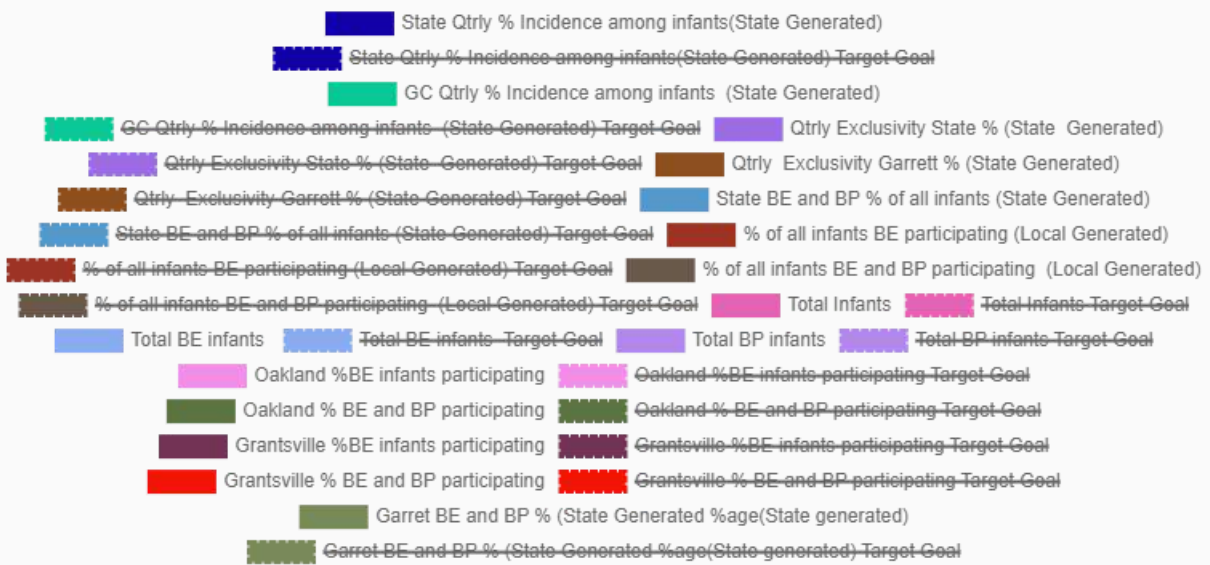 State Qtrly % Incidence among infants(State Generated)
State Qtrly % Incidence among infants(State Generated) Target Goal
GC Qtrly % Incidence among infants  (State Generated)
GC Qtrly % Incidence among infants  (State Generated) Target Goal Qtrly Exclusivity State % (State  Generated)
Qtrly Exclusivity State % (State  Generated) Target Goal Qtrly  Exclusivity Garrett % (State Generated)
Qtrly  Exclusivity Garrett % (State Generated) Target Goal State BE and BP % of all infants (State Generated)
State BE and BP % of all infants (State Generated) Target Goal % of all infants BE participating (Local Generated)
% of all infants BE participating (Local Generated) Target Goal % of all infants BE and BP participating  (Local Generated)
% of all infants BE and BP participating  (Local Generated) Target Goal Total Infants Total Infants Target Goal
Total BE infants Total BE infants  Target Goal Total BP infants Total BP infants Target Goal
Oakland %BE infants participating Oakland %BE infants participating Target Goal
Oakland % BE and BP participating Oakland % BE and BP participating Target Goal
Grantsville %BE infants participating Grantsville %BE infants participating Target Goal
Grantsville % BE and BP participating Grantsville % BE and BP participating Target Goal
Garret BE and BP % (State Generated %age(State generated)
Garret BE and BP % (State Generated %age(State generated) Target Goal